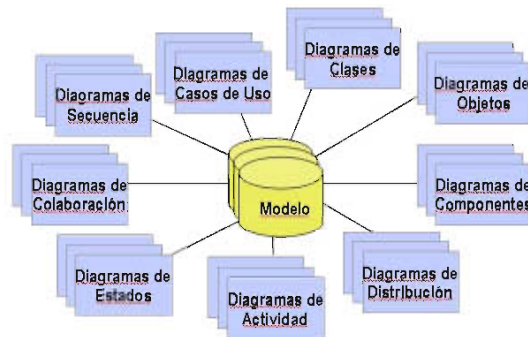 Diagramas de
Casos de Uso
Diagramas de
Clases
Diagramas de
Secuencia
Diagramas de
Objetos
Diagramas de
Colaboración
Modelo
Diagramas de
Componentes
Diagramas de
Estados
Diagramas de
Actividad
Diagramas de
Distribución